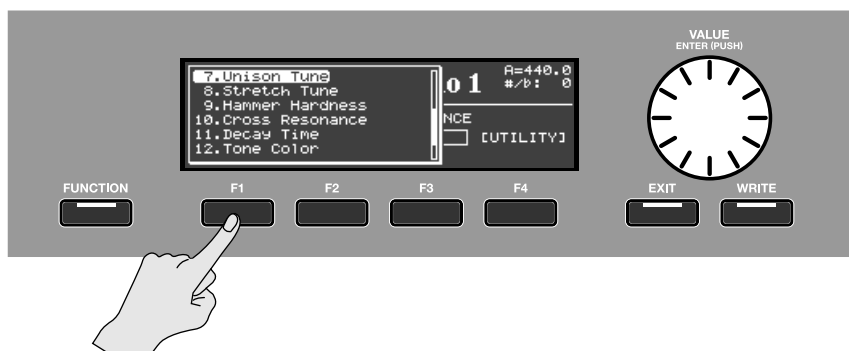 VALUE
ENTER (PUSH)
7.Unison Tune
8.Stretch Tune
9.Hammer Hardness
10.Cross Resonance
11.Decay Time
12.Tone Color
o 1
A=440.0
#/b: 0
NCE
[UTILITY]
FUNCTION
F1
F2
F3
F4
EXIT
WRITE